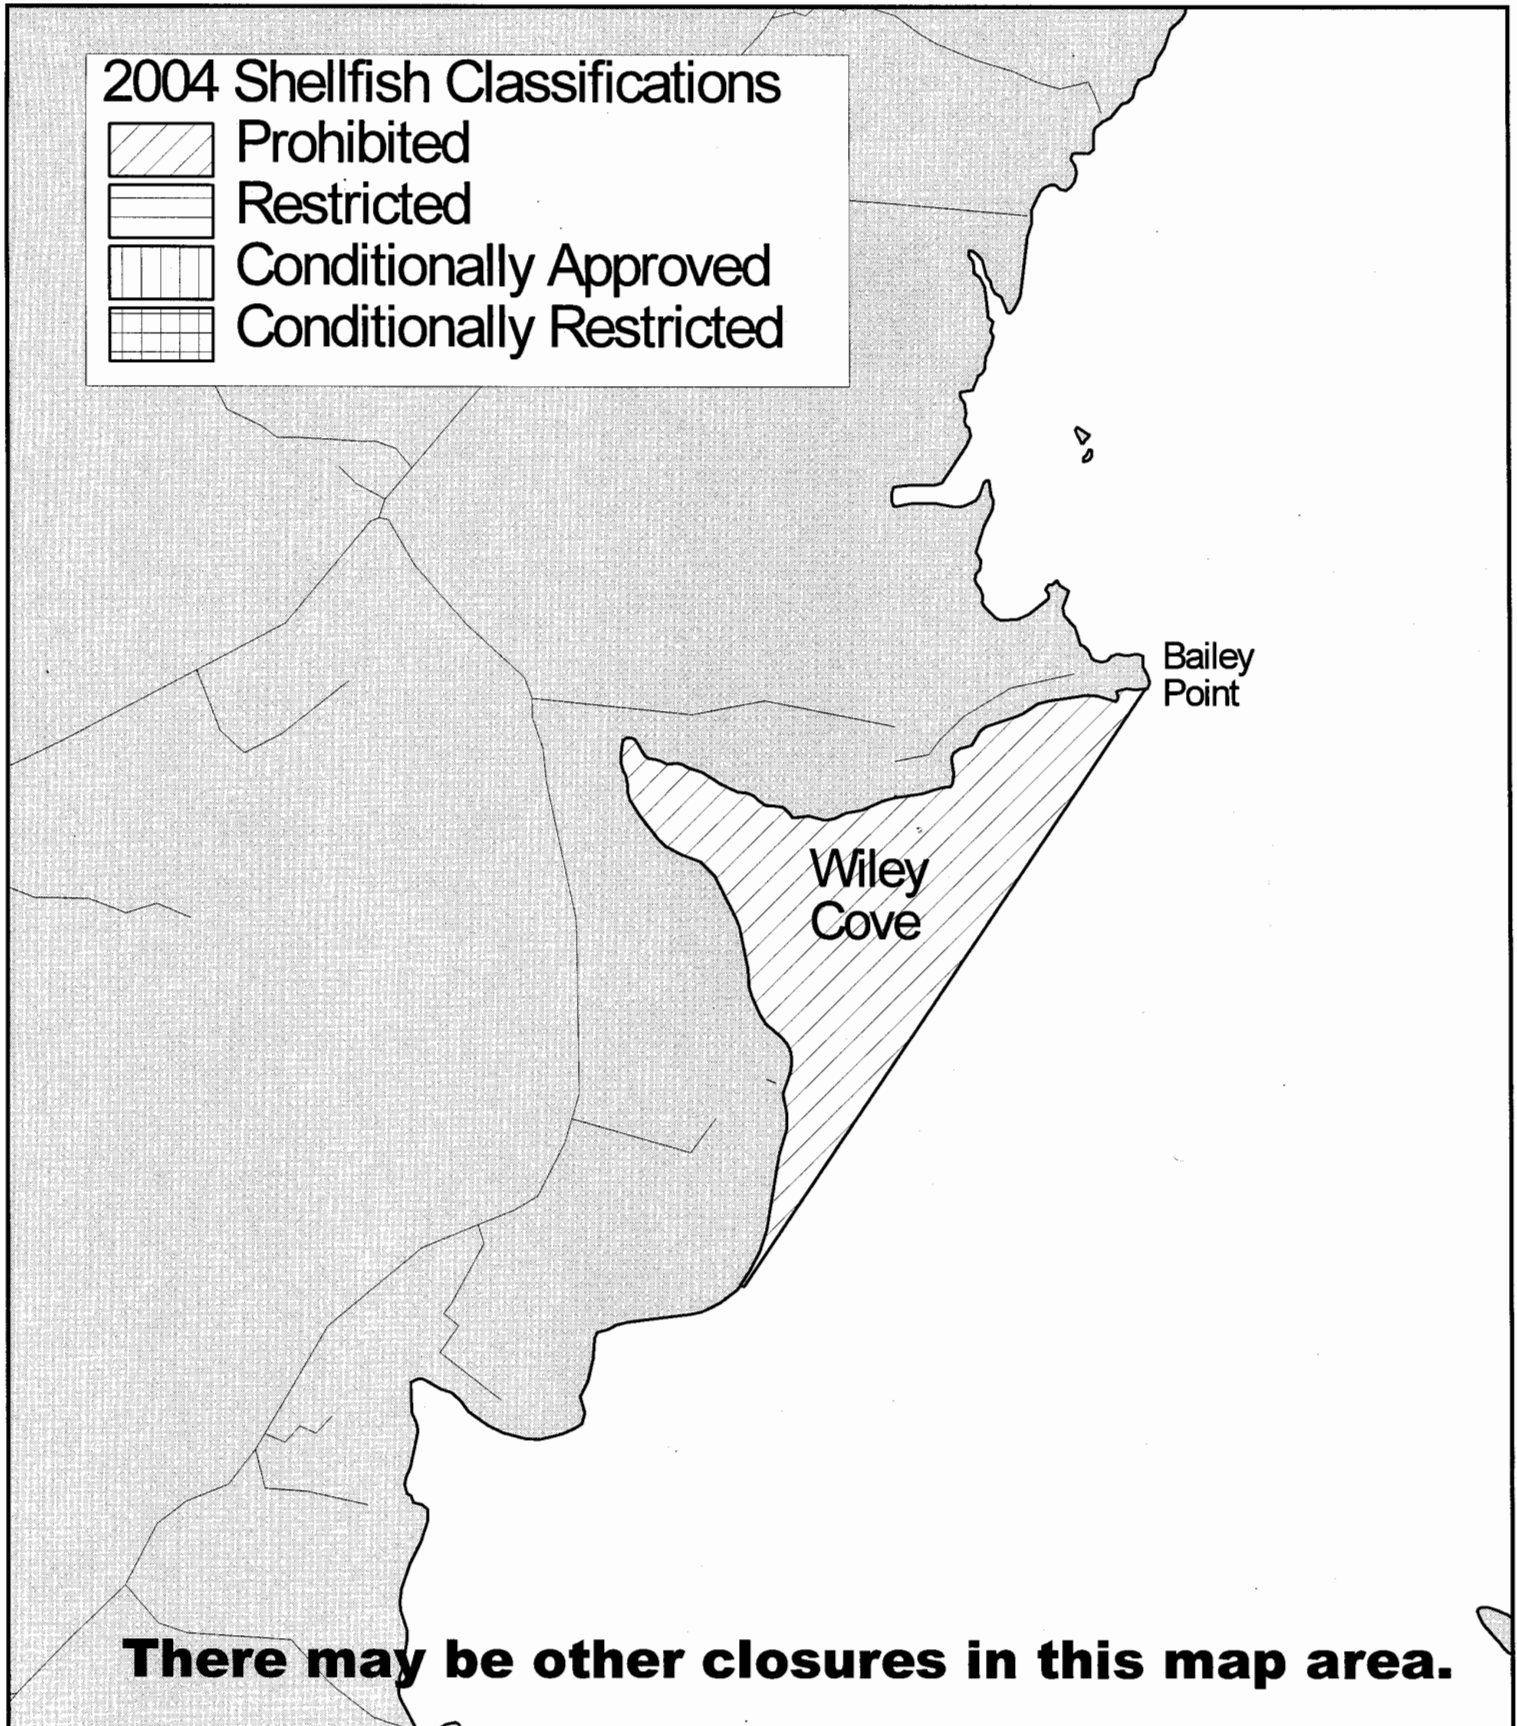 2004 Shellfish Classifications
Prohibited
Restricted
Conditionally Approved
Conditionally Restricted
Bailey
Point
Wiley
Cove
There may be other closures in this map area.